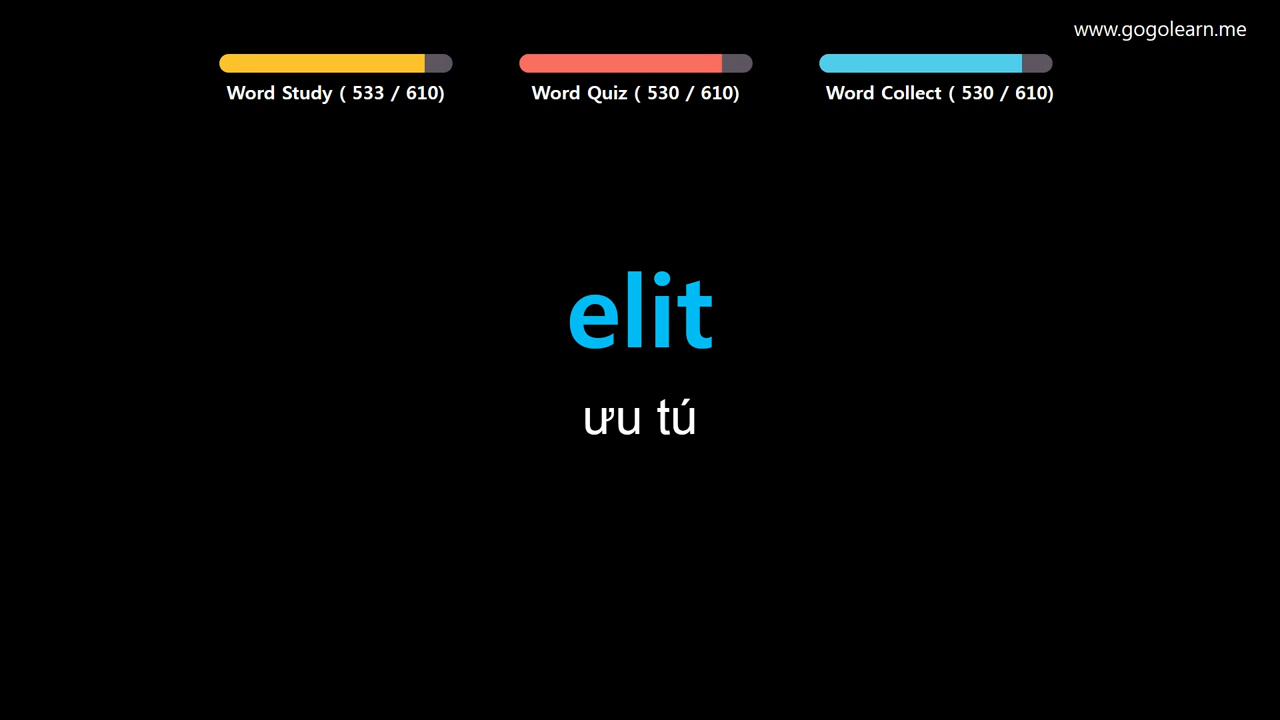 www.gogolearn.me
Word Study ( 533 / 610)
Word Quiz ( 530 / 610)
Word Collect ( 530 / 610)
elit
ưu tú